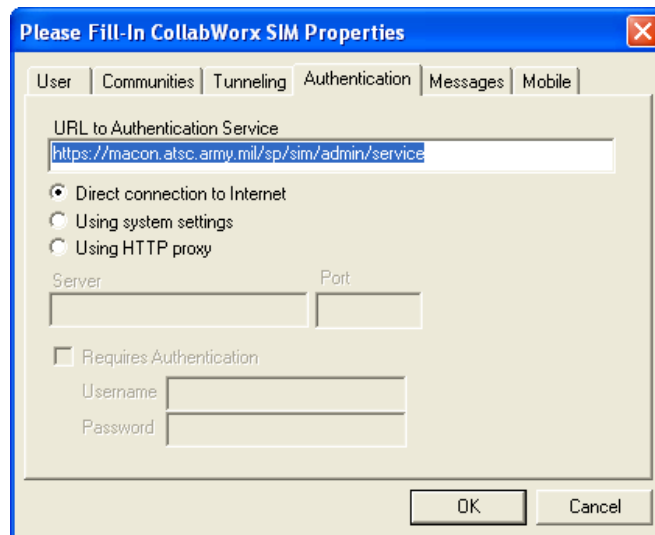 Please Fill-In CollabWorx SIM Properties
User Communities Tunneling Authentication Messages Mobile
URL to Authentication Service
https://macon.atsc.army.mil/sp/sim/admin/service
Direct connection to Internet
Using system settings
Using HTTP proxy
Server Port
Requires Authentication
Username
Password
OK Cancel